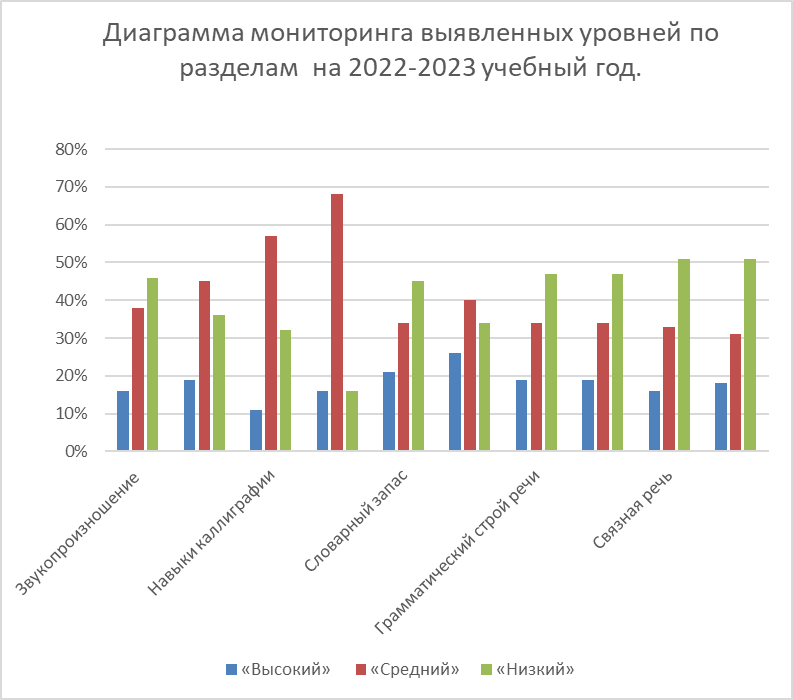 Диаграмма мониторинга выявленных уровней по
разделам на 2022-2023 учебный год.
80%
70%
60%
50%
40%
30%
20%
10%
0%
Звукопроизношение
Навыки каллиграфии
Словарный запас
Грамматический строй речи
Связная речь
«Высокий»
«Средний»
«Низкий»